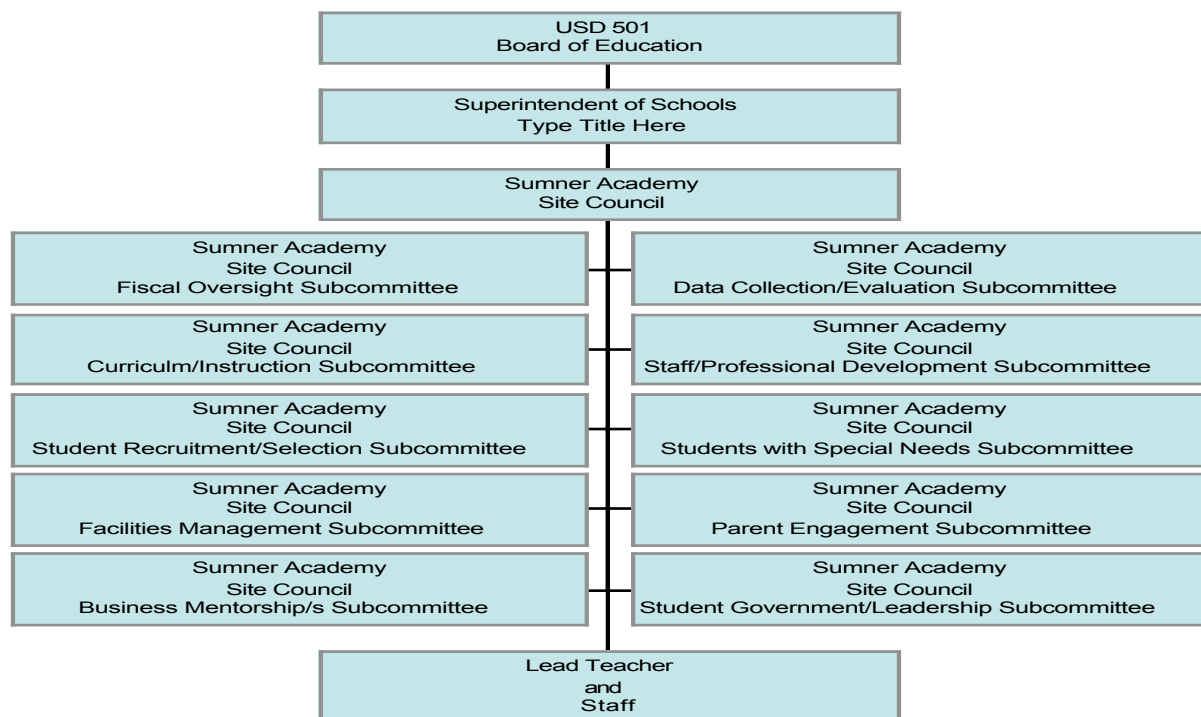 USD 501
Board of Education
Superintendent of Schools
Type Title Here
Sumner Academy
Site Council
Sumner Academy
Site Council
Fiscal Oversight Subcommittee
Sumner Academy
Site Council
Data Collection/Evaluation Subcommittee
Sumner Academy
Site Council
Curriculm/Instruction Subcommittee
Sumner Academy
Site Council
Staff/Professional Development Subcommittee
Sumner Academy
Site Council
Student Recruitment/Selection Subcommittee
Sumner Academy
Site Council
Students with Special Needs Subcommittee
Sumner Academy
Site Council
Facilities Management Subcommittee
Sumner Academy
Site Council
Parent Engagement Subcommittee
Sumner Academy
Site Council
Business Mentorship/s Subcommittee
Sumner Academy
Site Council
Student Government/Leadership Subcommittee
Lead Teacher
and
Staff